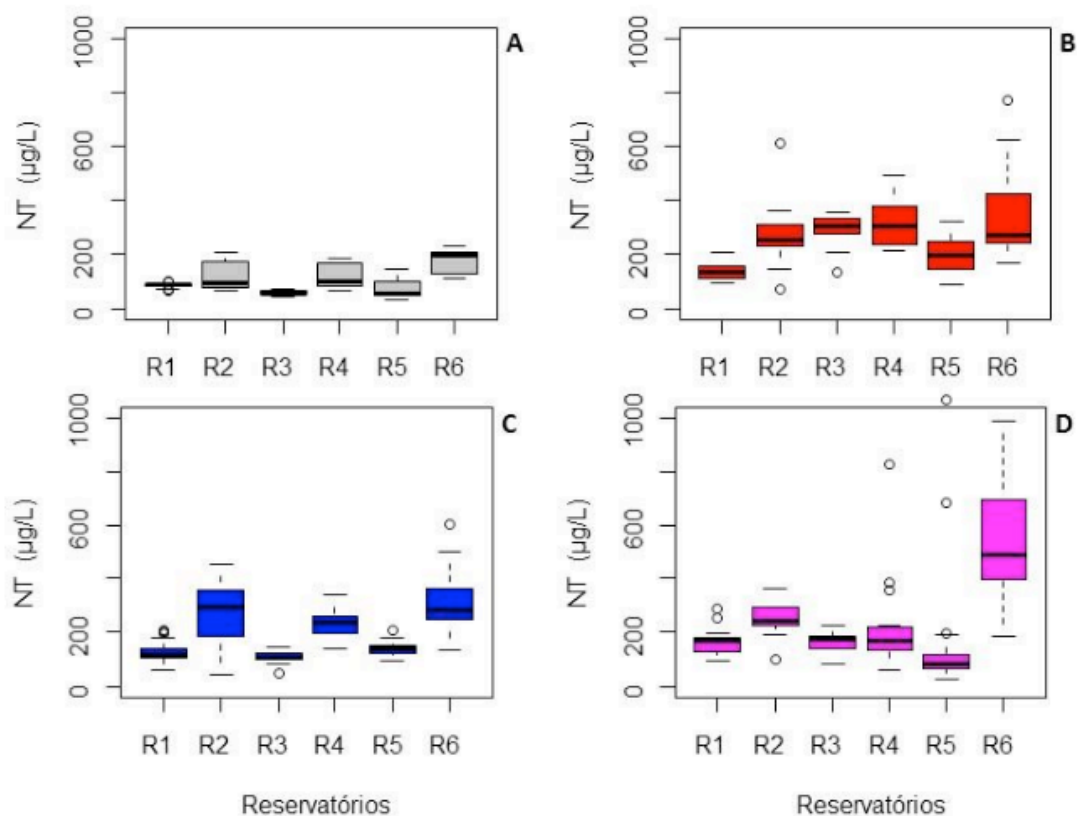 A
NT (µg/L)
1000
600
200
0
R1 R2 R3 R4 R5 R6
B
NT (µg/L)
1000
600
200
0
R1 R2 R3 R4 R5 R6
C
NT (µg/L)
1000
600
200
0
R1 R2 R3 R4 R5 R6
Reservatórios
D
NT (µg/L)
1000
600
200
0
R1 R2 R3 R4 R5 R6
Reservatórios